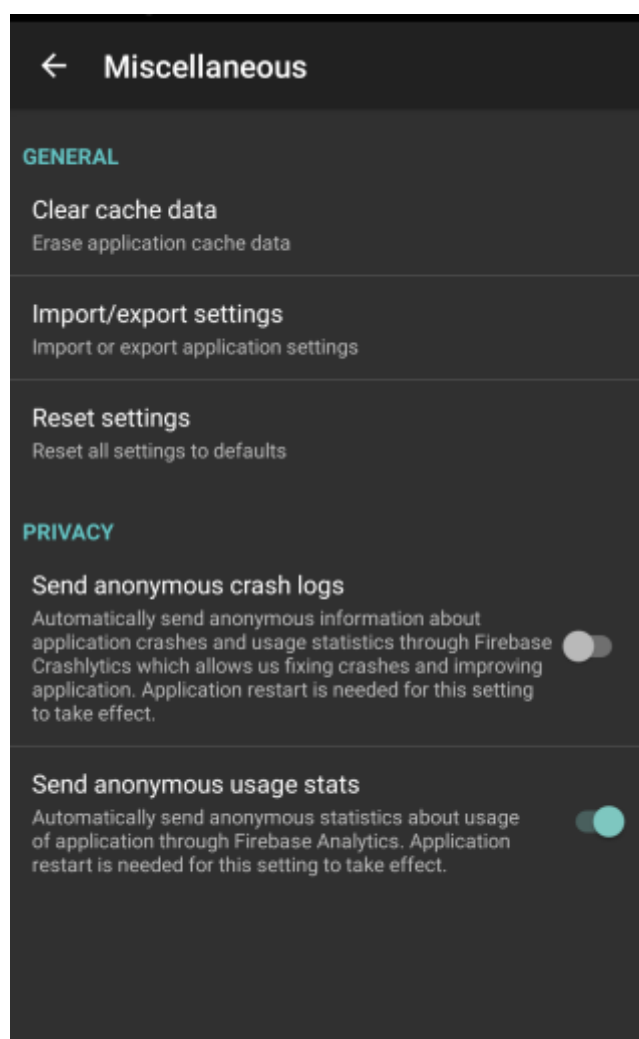 Miscellaneous
GENERAL
Clear cache data
Erase application cache data
Import/export settings
Import or export application settings
Reset settings
Reset all settings to defaults
PRIVACY
Send anonymous crash logs
Automatically send anonymous information about
application crashes and usage statistics through Firebase
Crashlytics which allows us fixing crashes and improving
application. Application restart is needed for this setting
to take effect.
Send anonymous usage stats
Automatically send anonymous statistics about usage
of application through Firebase Analytics. Application
restart is needed for this setting to take effect.